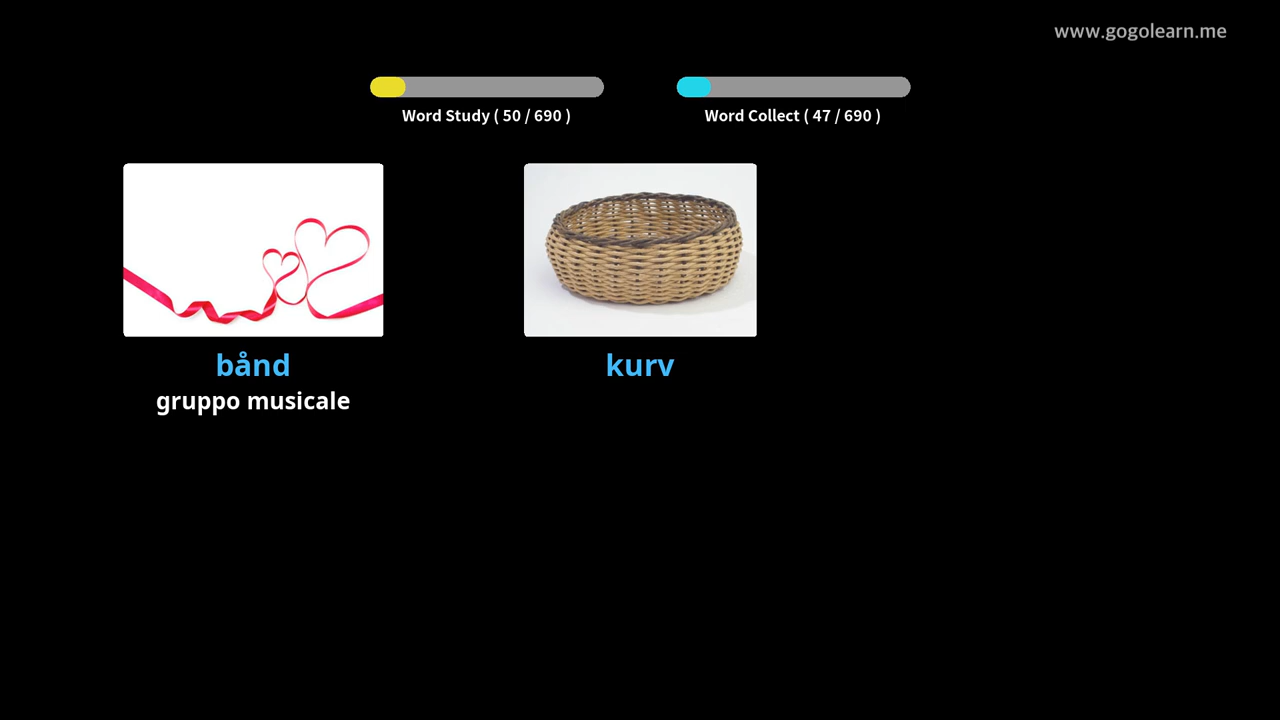 www.gogolearn.me
Word Study ( 50 / 690 )
Word Collect ( 47 / 690 )
bånd
gruppo musicale
kurv